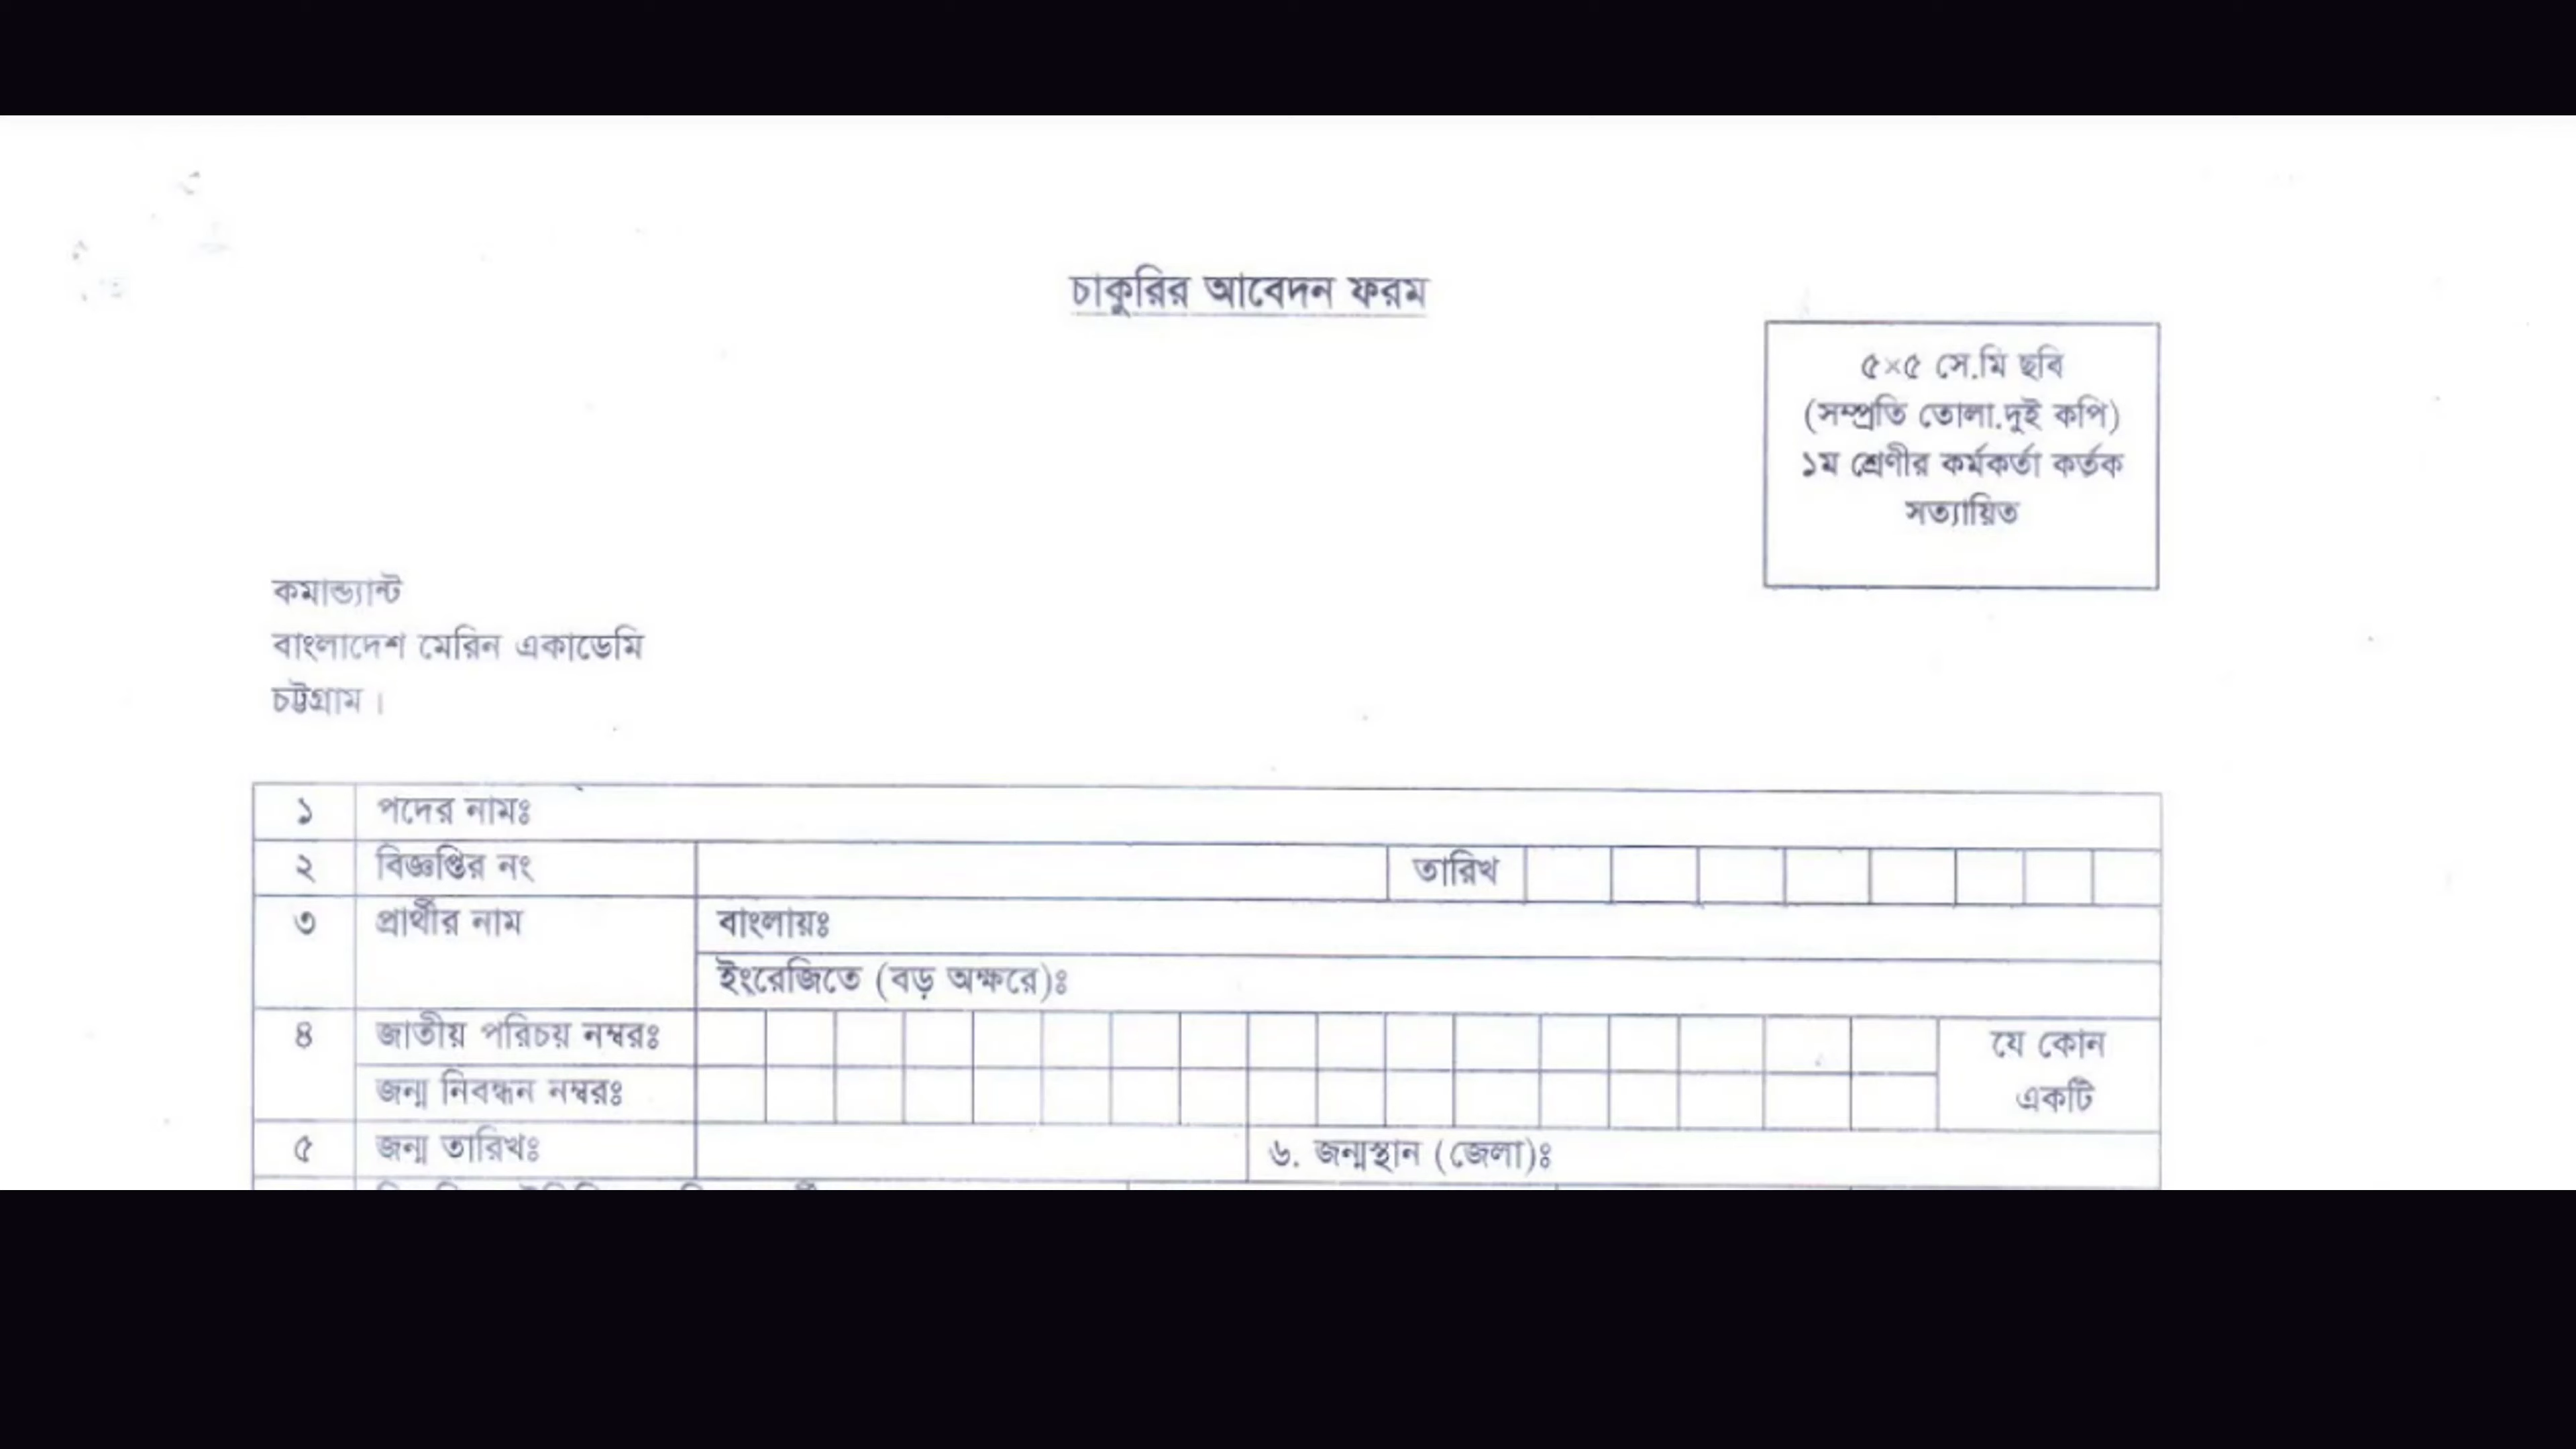 চাকুরির আবেদন ফরম
৫×৫ সে.মি ছবি
(সম্প্রতি তোলা.দুই কপি)
১ম শ্রেণীর কর্মকর্তা কর্তক
সত্যায়িত
কমান্ড্যান্ট
বাংলাদেশ মেরিন একাডেমি
চট্টগ্রাম।
১ পদের নামঃ
২ বিজ্ঞপ্তির নং তারিখ
৩ প্রার্থীর নাম বাংলায়ঃ
ইংরেজিতে (বড় অক্ষরে)ঃ
৪ জাতীয় পরিচয় নম্বরঃ যে কোন
জন্ম নিবন্ধন নম্বরঃ একটি
৫ জন্ম তারিখঃ ৬. জন্মস্থান (জেলা)ঃ